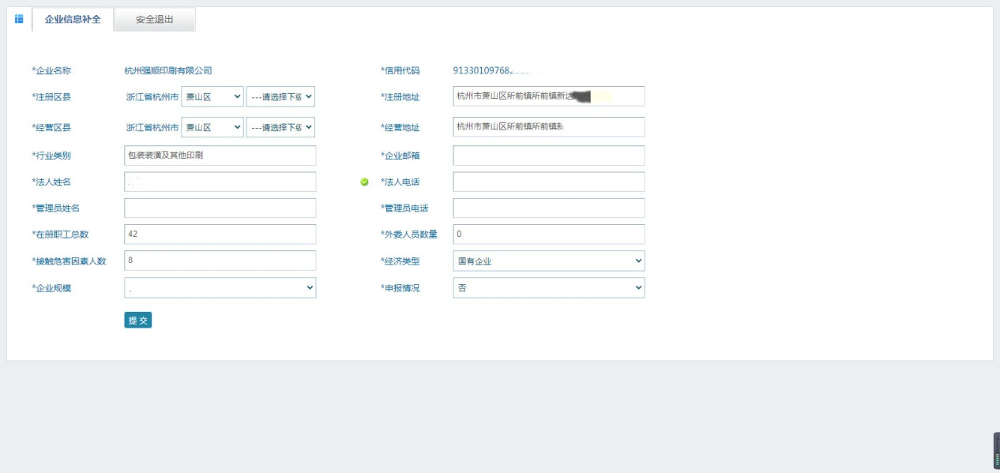 企业信息补全 安全退出
*企业名称 杭州强顺印刷有限公司 *信用代码 913301097682
*注册区县 浙江省杭州市 萧山区 ---请选择下级 *注册地址 杭州市萧山区所前镇所前镇新达
*经营区县 浙江省杭州市 萧山区 ---请选择下级 *经营地址 杭州市萧山区所前镇所前镇新
*行业类别 包装装潢及其他印刷 *企业邮箱
*法人姓名 *法人电话
*管理员姓名 *管理员电话
*在册职工总数 42 *外委人员数量 0
*接触危害因素人数 8 *经济类型 国有企业
*企业规模 *申报情况 否
提交